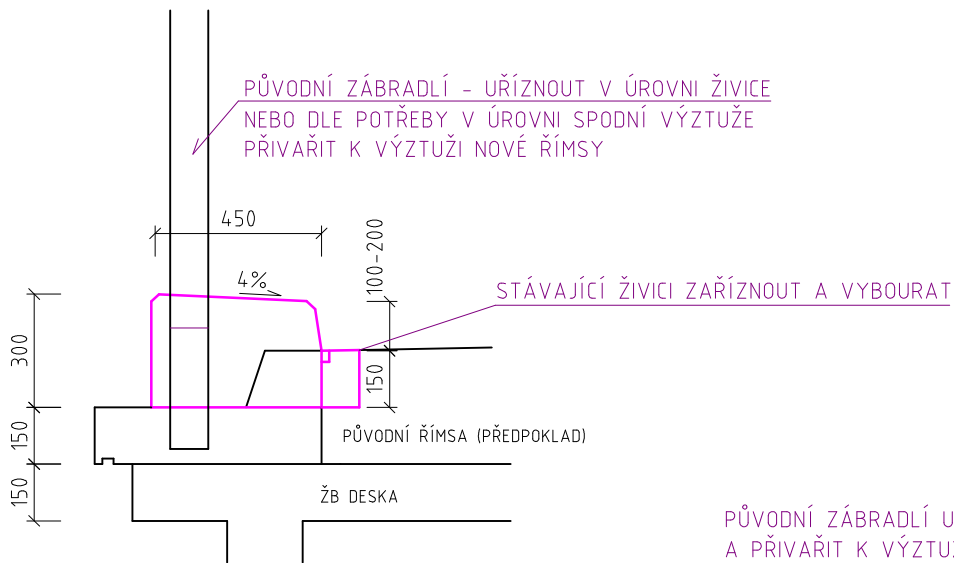 PŮVODNÍ ZÁBRADLÍ - UŘÍZNOUT V ÚROVNI ŽIVICE
NEBO DLE POTŘEBY V ÚROVNI SPODNÍ VÝZTUŽE
PŘIVAŘIT K VÝZTUŽI NOVÉ ŘÍMSY
450
100-200
4%
STÁVAJÍCÍ ŽIVICI ZAŘÍZNOUT A VYBOURAT
300
150
150
PŮVODNÍ ŘÍMSA (PŘEDPOKLAD)
150
ŽB DESKA
PŮVODNÍ ZÁBRADLÍ U
A PŘIVAŘIT K VÝZTUŽ